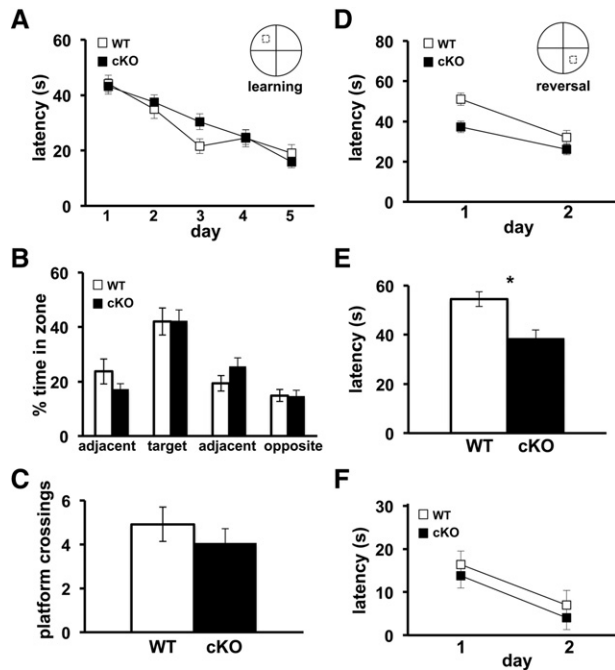 A
WT
cKO
learning
latency (s)
60
40
20
0
1 2 3 4 5
day
B
WT
cKO
% time in zone
60
40
20
0
adjacent target adjacent opposite
C
platform crossings
6
4
2
0
WT cKO
D
WT
cKO
reversal
latency (s)
80
60
40
20
0
1 2
day
E
*
latency (s)
60
40
20
0
WT cKO
F
WT
cKO
latency (s)
30
20
10
0
1 2
day